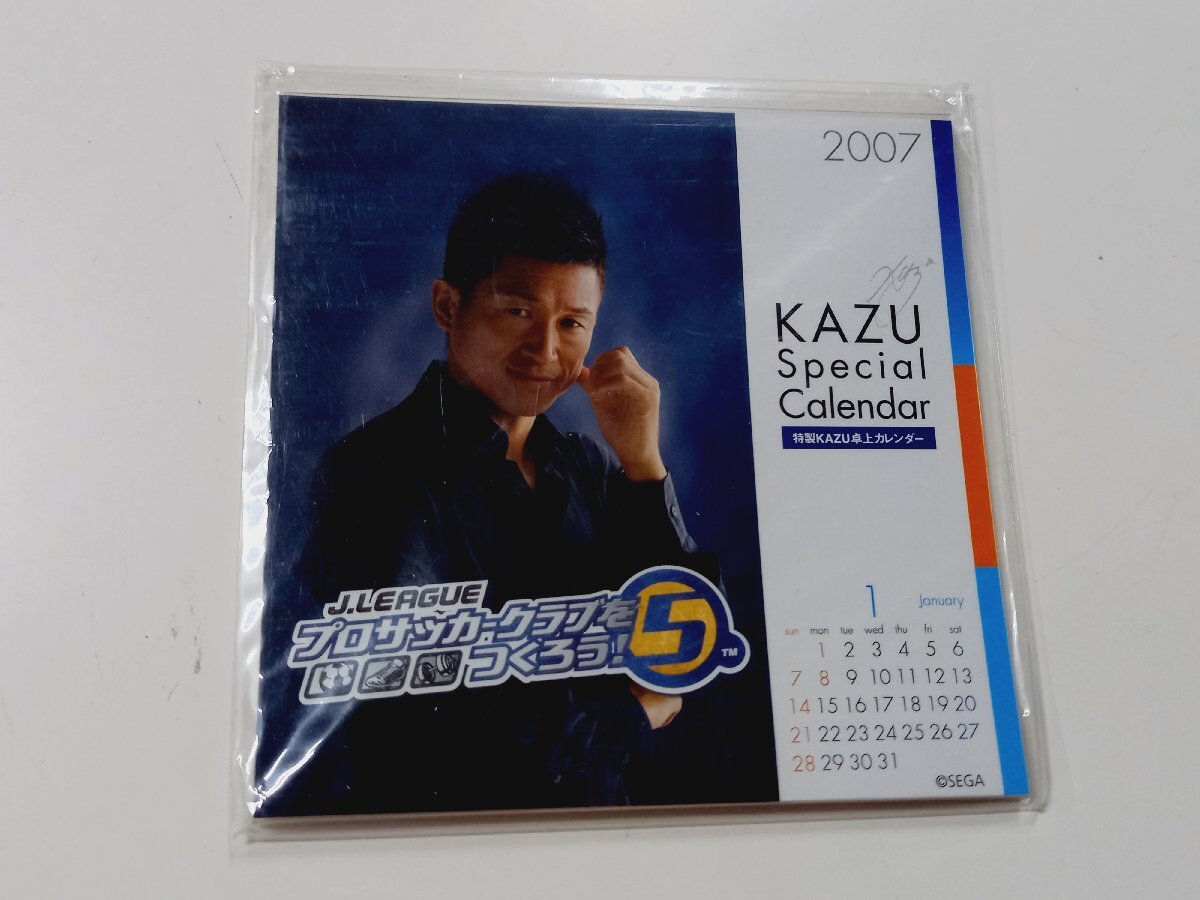 2007
KAZU
Special
Calendar
特製KAZU卓上カレンダー
J.LEAGUE
プロサッカークラブを
つくろう!
5
TM
1 January
sun mon tue wed thu fri sat
1 2 3 4 5 6
7 8 9 10 11 12 13
14 15 16 17 18 19 20
21 22 23 24 25 26 27
28 29 30 31
©SEGA